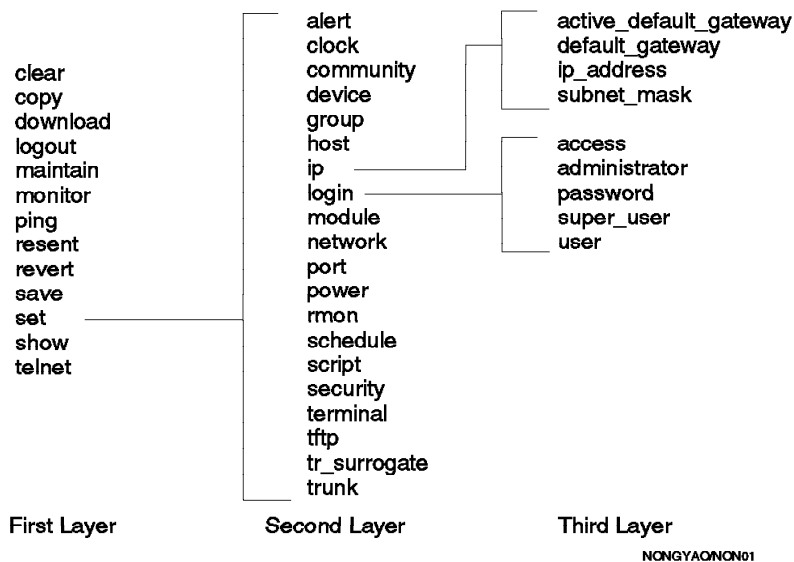 clear
copy
download
logout
maintain
monitor
ping
resent
revert
save
set
show
telnet
First Layer
alert
clock
community
device
group
host
ip
login
module
network
port
power
rmon
schedule
script
security
terminal
tftp
tr_surrogate
trunk
Second Layer
active_default_gateway
default_gateway
ip_address
subnet_mask
access
administrator
password
super_user
user
Third Layer
NONGYAO/NON01